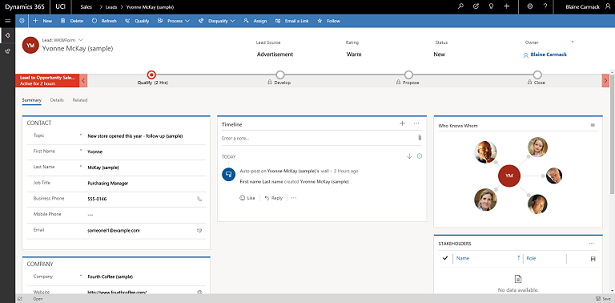 Dynamics 365 UCI Sales > Leads > Yvonne McKay (sample) Blaine Carmack
New Delete Refresh Qualify Process Disqualify Assign Email a Link Follow
Lead: WKWForm
YM Yvonne McKay (sample)
Lead Source Rating Status Owner
Advertisement Warm New Blaine Carmack
Lead to Opportunity Sale...
Active for 2 hours
Qualify (2 Hrs) Develop Propose Close
Summary Details Related
CONTACT
Topic * New store opened this year - follow up (sample)
First Name * Yvonne
Last Name * McKay (sample)
Job Title Purchasing Manager
Business Phone 555-0146
Mobile Phone ---
Email someone1@example.com
COMPANY
Company * Fourth Coffee (sample)
Website http://www.fourthcoffee.com/
Timeline
Enter a note...
TODAY
Auto-post on Yvonne McKay (sample)'s wall - 2 hours ago
First name Last name created Yvonne McKay (sample)
Like Reply ...
Who Knows Whom
YM
STAKEHOLDERS ...
Name Role
No data available.
Open Save